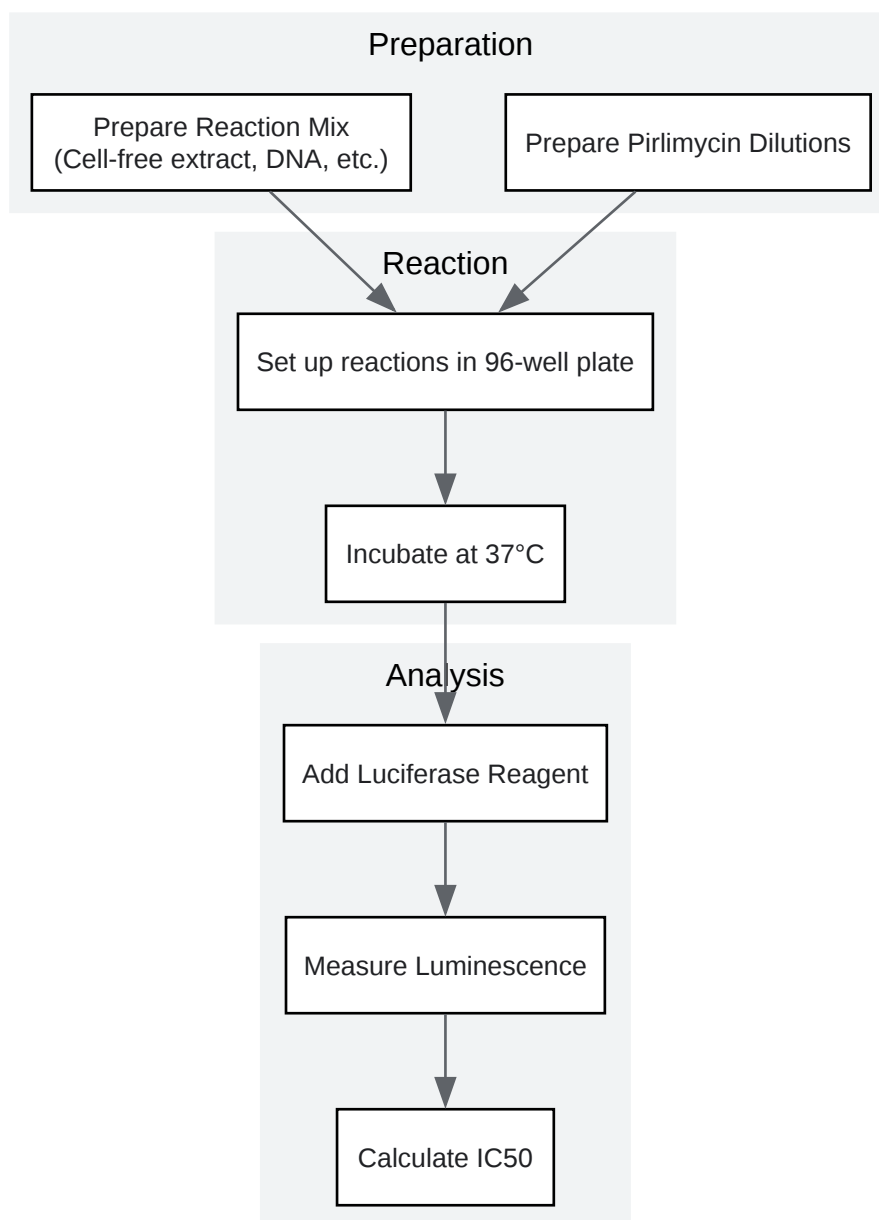 Preparation
Prepare Reaction Mix
(Cell-free extract, DNA, etc.)
Prepare Pirlimycin Dilutions
Reaction
Set up reactions in 96-well plate
Incubate at 37°C
Analysis
Add Luciferase Reagent
Measure Luminescence
Calculate IC50